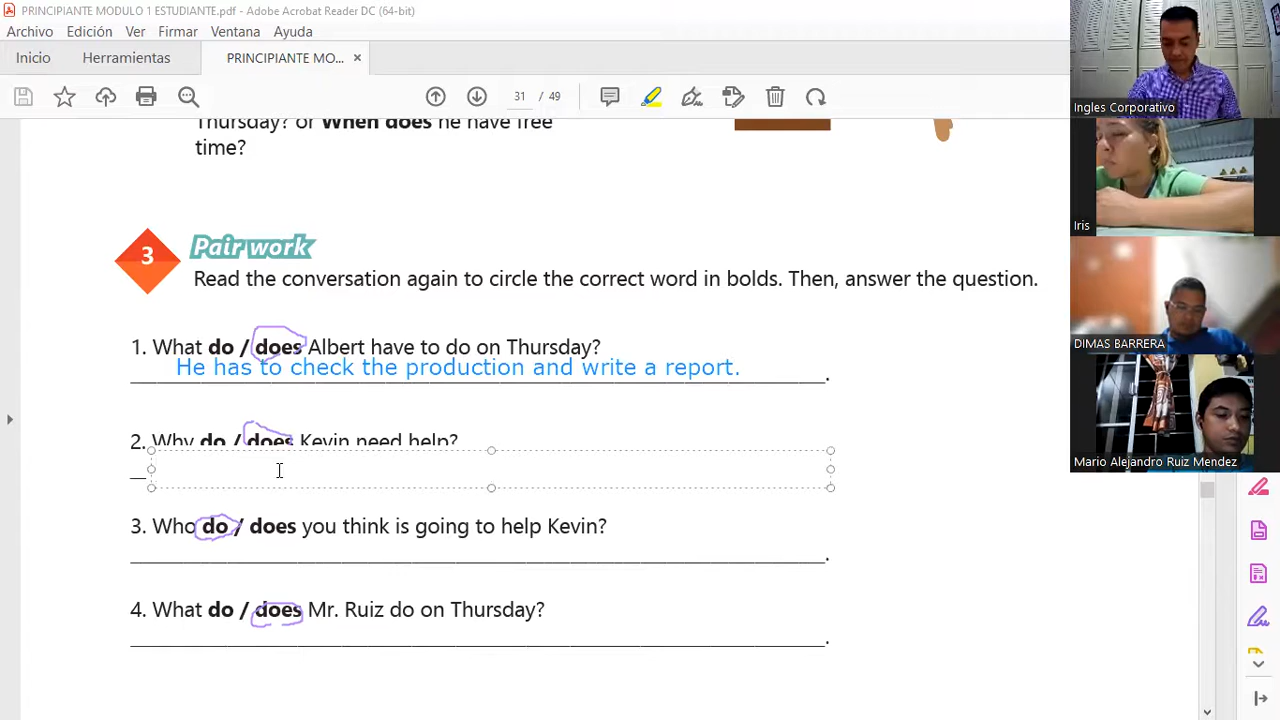 PRINCIPIANTE MODULO 1 ESTUDIANTE.pdf - Adobe Acrobat Reader DC (64-bit)
Archivo Edición Ver Firmar Ventana Ayuda
Inicio Herramientas PRINCIPIANTE MO... ×
31 / 49
Thursday? or When does he have free
time?
3 Pair work
Read the conversation again to circle the correct word in bolds. Then, answer the question.
1. What do / does Albert have to do on Thursday?
He has to check the production and write a report.
2. Why do / does Kevin need help?
3. Who do / does you think is going to help Kevin?
4. What do / does Mr. Ruiz do on Thursday?
Ingles Corporativo
Iris
DIMAS BARRERA
Mario Alejandro Ruiz Mendez